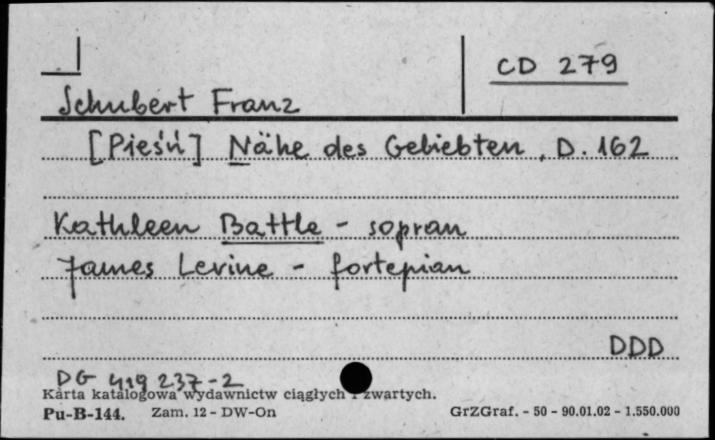 CD 279
Schubert Franz
[Pieśń] Nähe des Geliebten, D. 162
Kathleen Battle - sopran
James Levine - fortepian
DDD
DG 419 237-2
Karta katalogowa wydawnictw ciągłych i zwartych.
Pu-B-144. Zam. 12 - DW-On GrZGraf. - 50 - 90.01.02 - 1.550.000